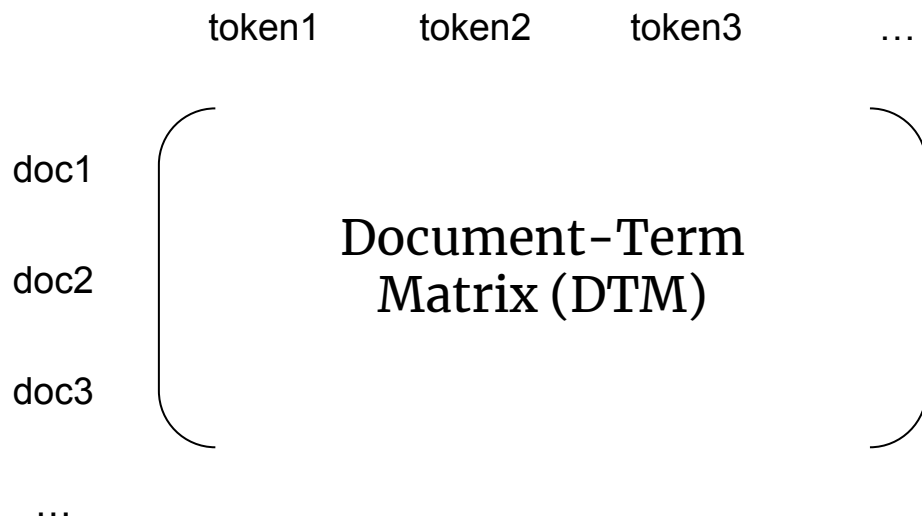 token1 token2 token3 …
doc1
Document-Term
doc2
Matrix (DTM)
doc3
…